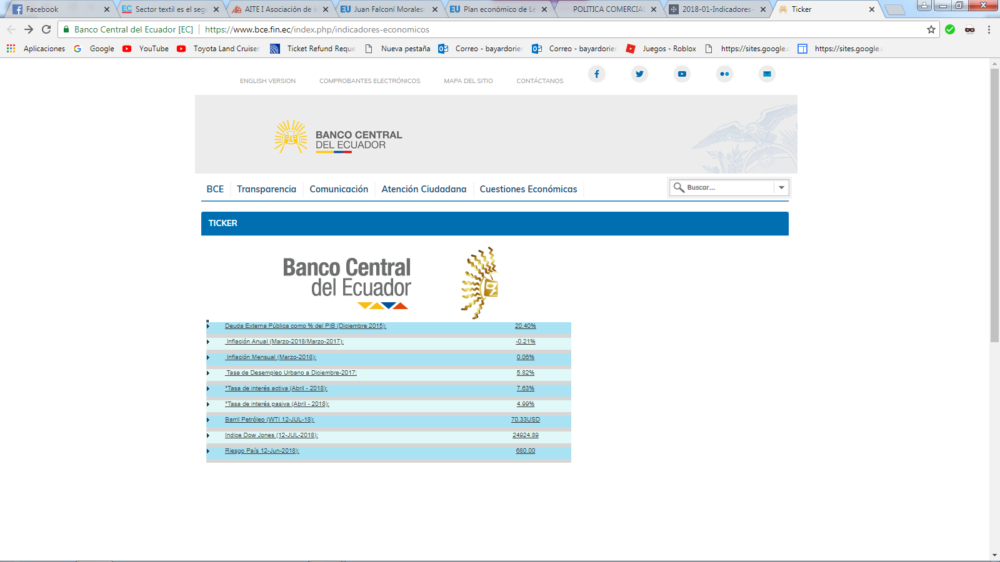 Facebook
Sector textil es el segu
AITE I Asociación de i
Juan Falconí Morales:
Plan económico de Le
POLITICA COMERCIAL
2018-01-Indicadores-
Ticker
Banco Central del Ecuador [EC] https://www.bce.fin.ec/index.php/indicadores-economicos
Aplicaciones Google YouTube Toyota Land Cruiser Ticket Refund Reque Nueva pestaña Correo - bayardorier Correo - bayardorier Juegos - Roblox https://sites.google.c https://sites.google.c
ENGLISH VERSION COMPROBANTES ELECTRÓNICOS MAPA DEL SITIO CONTÁCTANOS
BANCO CENTRAL
DEL ECUADOR
BCE Transparencia Comunicación Atención Ciudadana Cuestiones Económicas Buscar...
TICKER
Banco Central
del Ecuador
Deuda Externa Pública como % del PIB (Diciembre 2015): 20.40%
Inflación Anual (Marzo-2018/Marzo-2017): -0.21%
Inflación Mensual (Marzo-2018): 0.06%
Tasa de Desempleo Urbano a Diciembre-2017: 5.82%
°Tasa de interés activa (Abril - 2018): 7.63%
°Tasa de interés pasiva (Abril - 2018): 4.99%
Barril Petróleo (WTI 12-JUL-18): 70.33USD
Indice Dow Jones (12-JUL-2018): 24924.89
Riesgo País 12-Jun-2018): 680.00